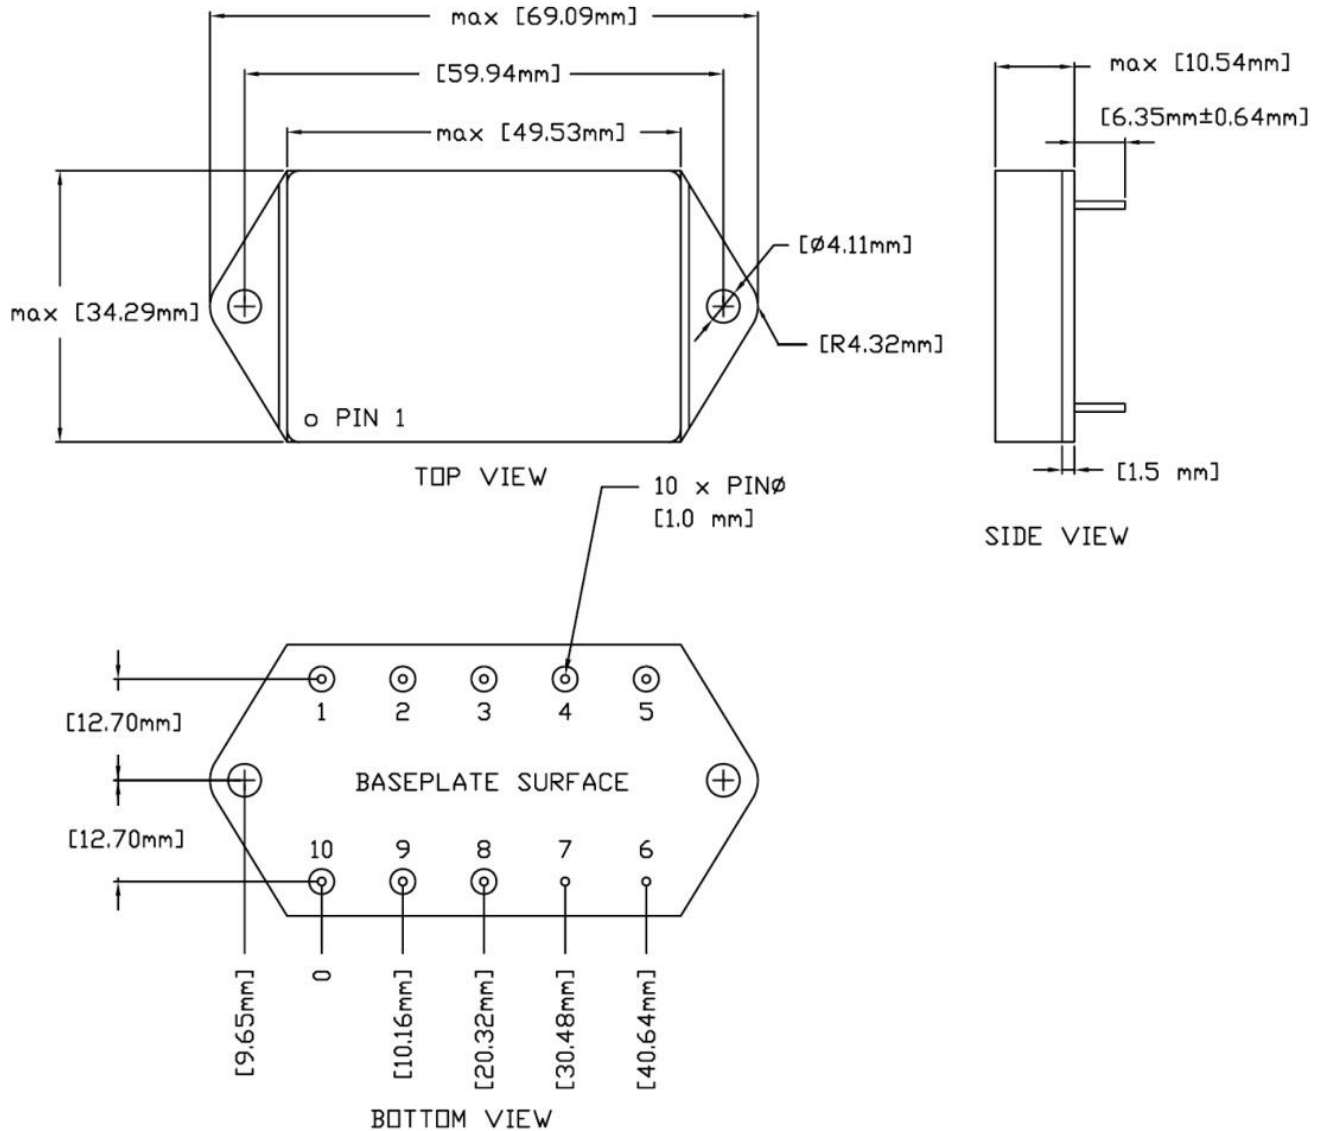 max [69.09mm]
[59.94mm]
max [49.53mm]
max [10.54mm]
[6.35mm±0.64mm]
[Ø4.11mm]
max [34.29mm]
[R4.32mm]
o PIN 1
TOP VIEW
[1.5 mm]
10 x PINØ
[1.0 mm]
SIDE VIEW
1 2 3 4 5
[12.70mm]
BASEPLATE SURFACE
[12.70mm]
10 9 8 7 6
[9.65mm]
0
[10.16mm]
[20.32mm]
[30.48mm]
[40.64mm]
BOTTOM VIEW